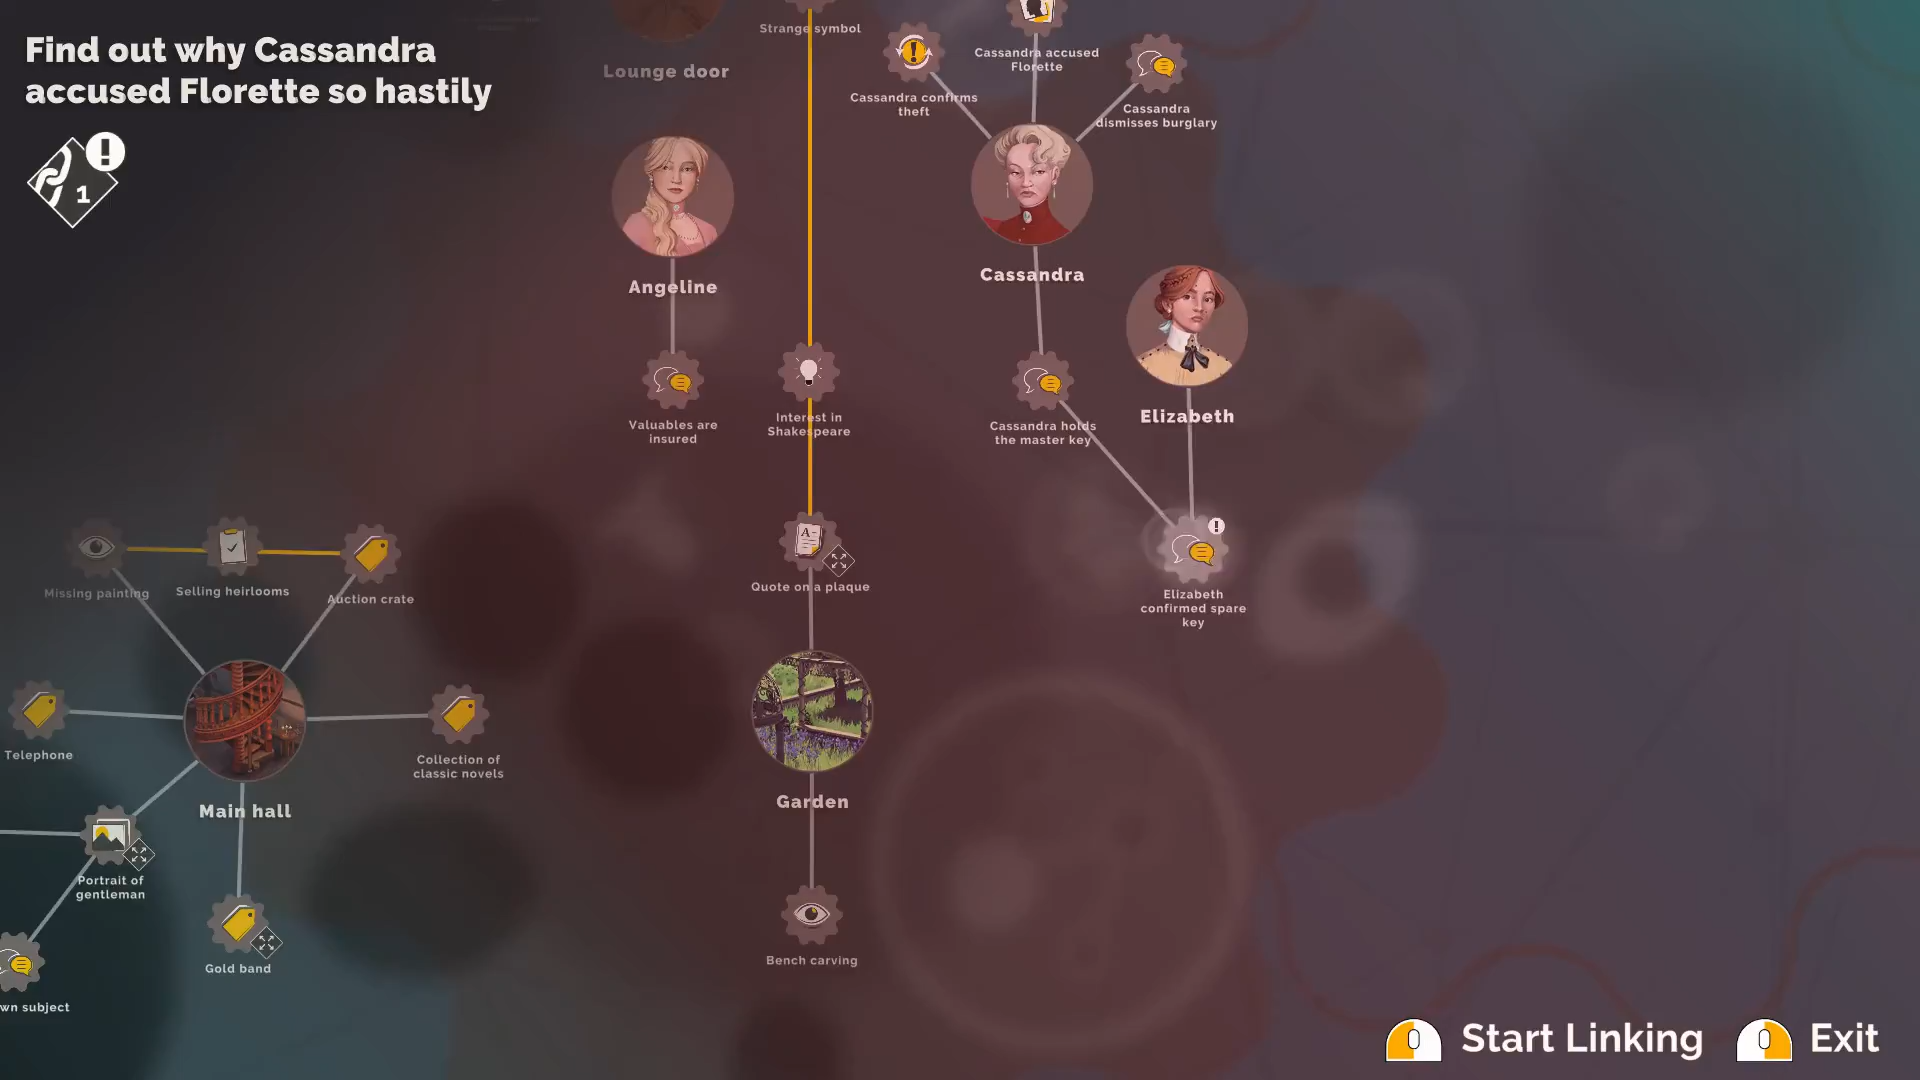 Find out why Cassandra
accused Florette so hastily
1
Strange symbol
Lounge door
Cassandra accused
Florette
Cassandra confirms
theft
Cassandra
dismisses burglary
Angeline
Cassandra
Valuables are
insured
Interest in
Shakespeare
Cassandra holds
the master key
Elizabeth
Missing painting
Selling heirlooms
Auction crate
Quote on a plaque
Elizabeth
confirmed spare
key
Telephone
Main hall
Collection of
classic novels
Garden
Portrait of
gentleman
Gold band
Bench carving
wn subject
Start Linking
Exit